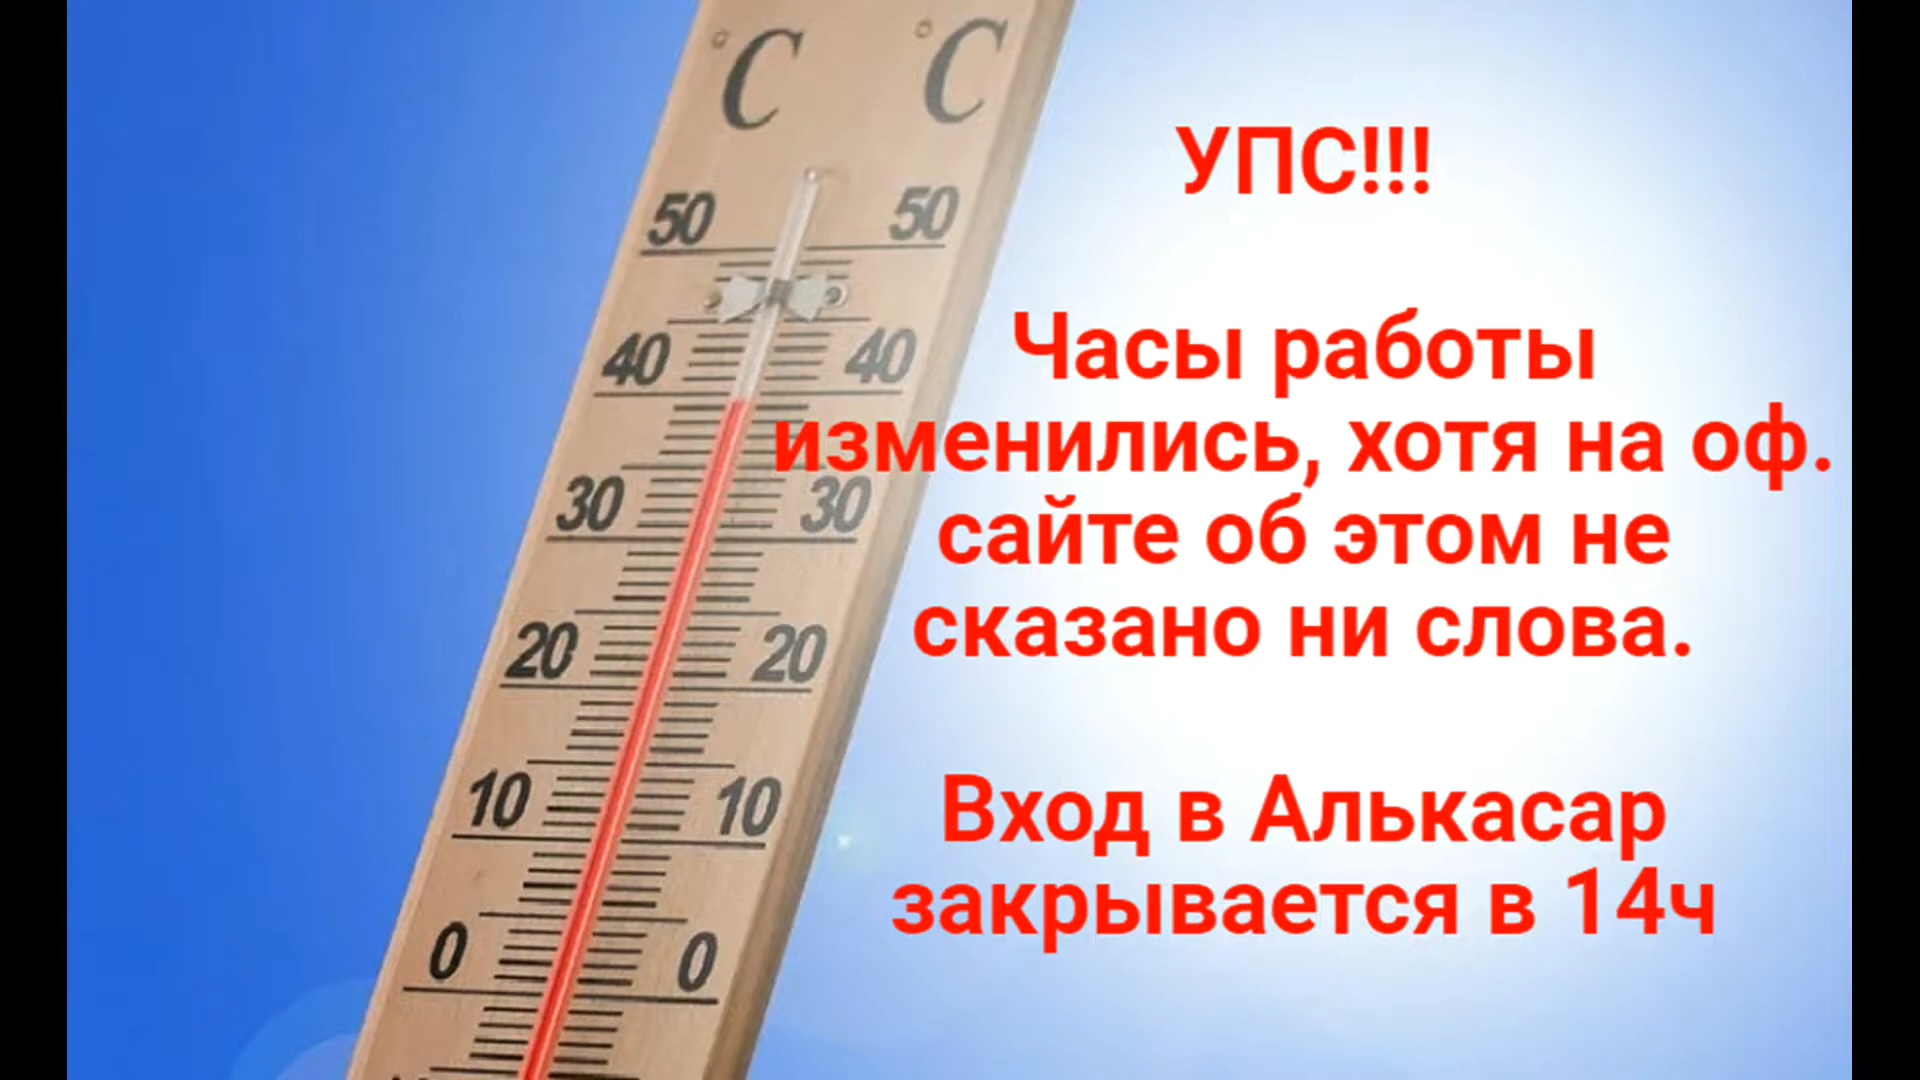 °C °C
УПС!!!
50 50
Часы работы
40 40
изменились, хотя на оф.
30 30
сайте об этом не
сказано ни слова.
20 20
10 10
Вход в Алькасар
закрывается в 14ч
0 0